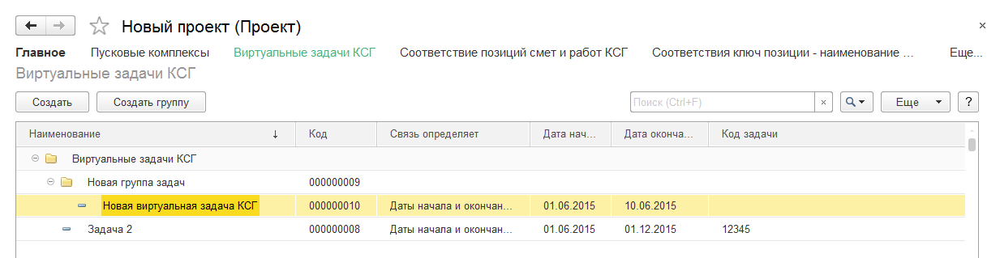 Новый проект (Проект)
Главное Пусковые комплексы Виртуальные задачи КСГ Соответствие позиций смет и работ КСГ Соответствия ключ позиции - наименование ... Еще...
Виртуальные задачи КСГ
Создать Создать группу Поиск (Ctrl+F) × Еще ?
Наименование ↓ Код Связь определяет Дата нач... Дата оконча... Код задачи
Виртуальные задачи КСГ
Новая группа задач 000000009
Новая виртуальная задача КСГ 000000010 Даты начала и окончан... 01.06.2015 10.06.2015
Задача 2 000000008 Даты начала и окончан... 01.06.2015 01.12.2015 12345